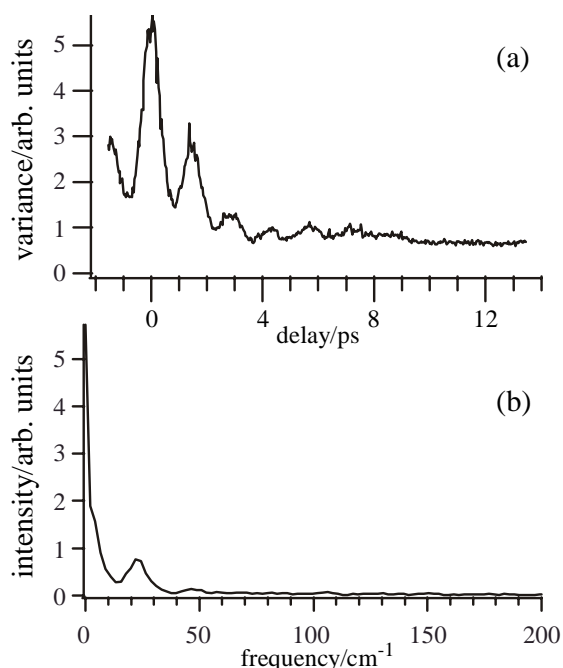 (a)
variance/arb. units
5
4
3
2
1
0
0 4 8 12
delay/ps
(b)
intensity/arb. units
5
4
3
2
1
0
0 50 100 150 200
frequency/cm-1